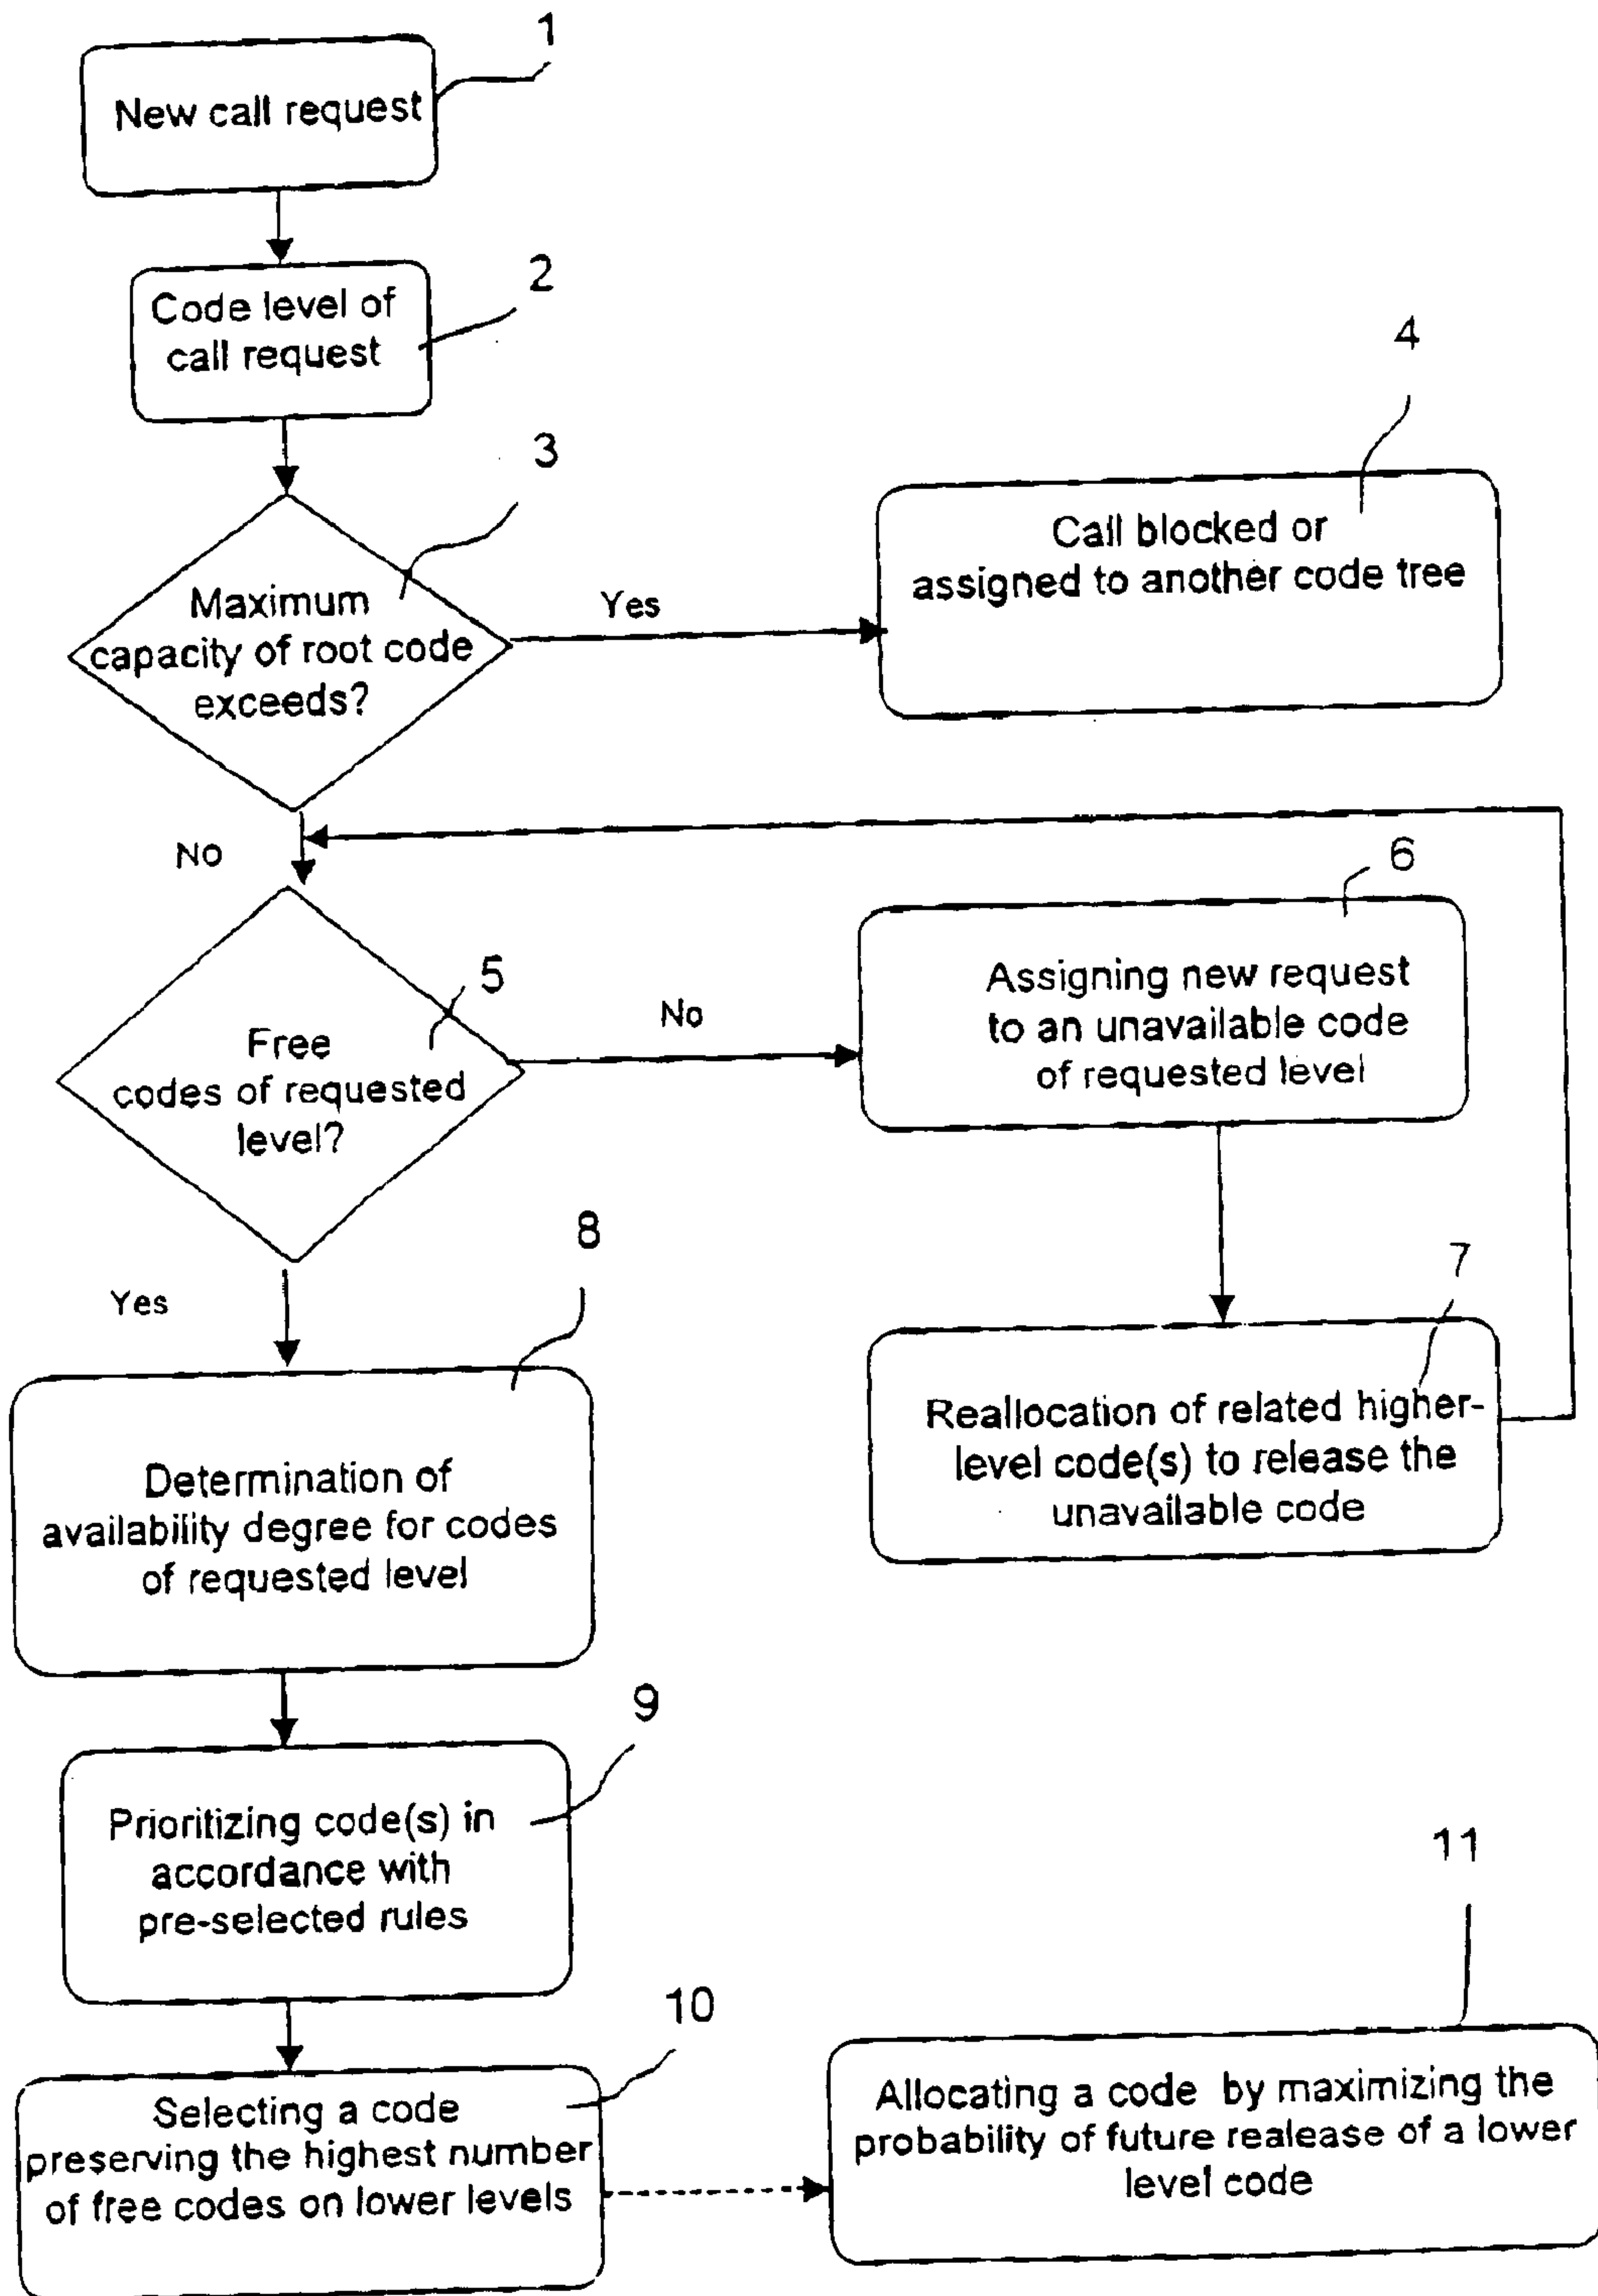 1
New call request
2
Code level of
call request
3
Maximum
capacity of root code
exceeds?
Yes
4
Call blocked or
assigned to another code tree
No
5
Free
codes of requested
level?
No
6
Assigning new request
to an unavailable code
of requested level
7
Reallocation of related higher-
level code(s) to release the
unavailable code
Yes
8
Determination of
availability degree for codes
of requested level
9
Prioritizing code(s) in
accordance with
pre-selected rules
10
Selecting a code
preserving the highest number
of free codes on lower levels
11
Allocating a code by maximizing the
probability of future realease of a lower
level code